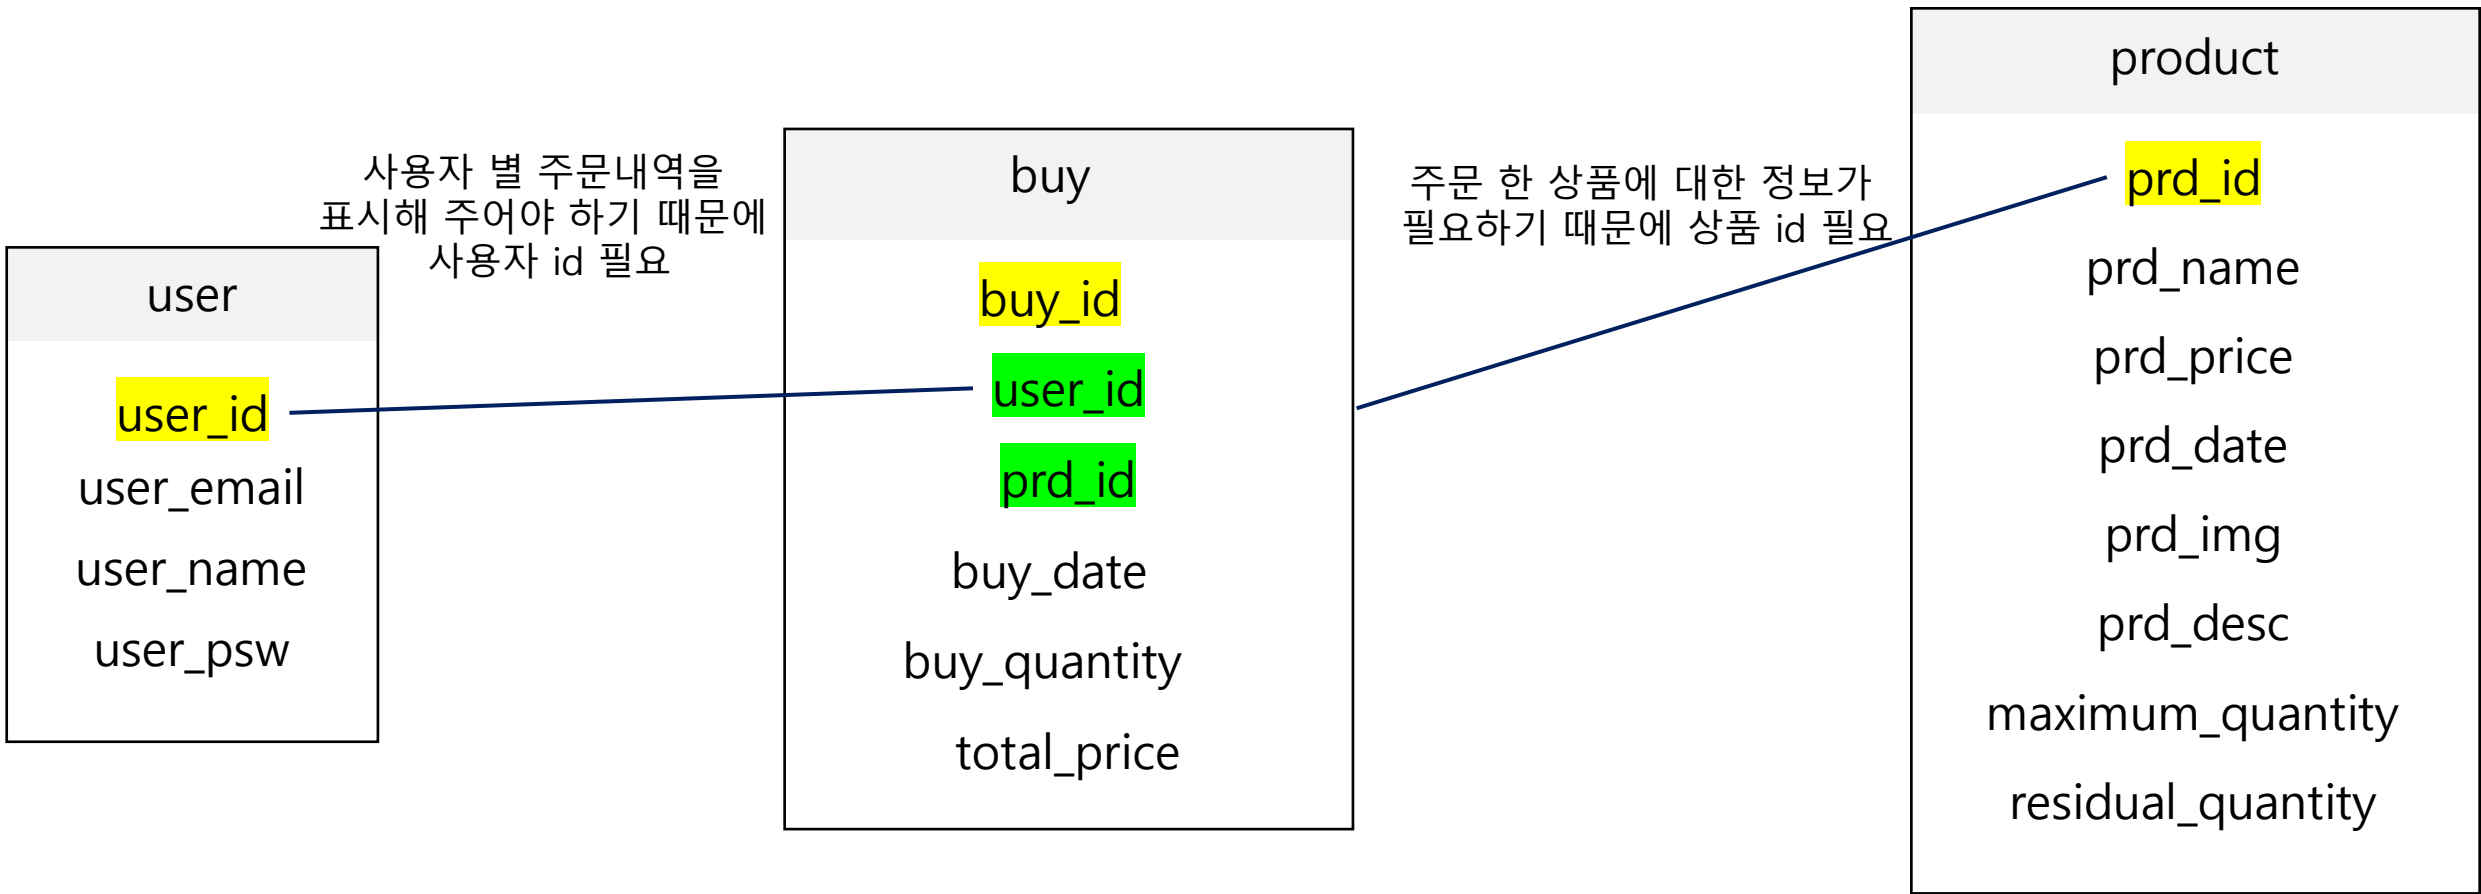 user
user_id
user_email
user_name
user_psw
사용자 별 주문내역을
표시해 주어야 하기 때문에
사용자 id 필요
buy
buy_id
user_id
prd_id
buy_date
buy_quantity
total_price
주문 한 상품에 대한 정보가
필요하기 때문에 상품 id 필요
product
prd_id
prd_name
prd_price
prd_date
prd_img
prd_desc
maximum_quantity
residual_quantity